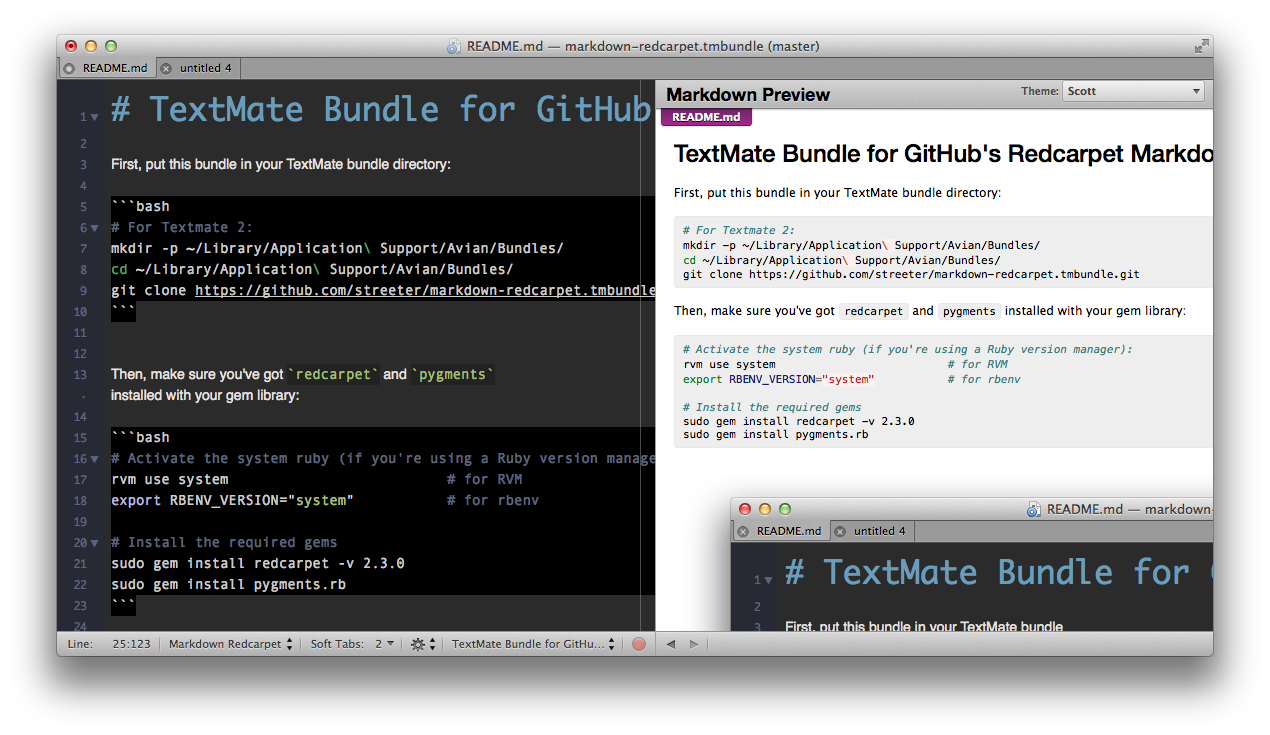 README.md — markdown-redcarpet.tmbundle (master)
README.md untitled 4
1 # TextMate Bundle for GitHub
2
3 First, put this bundle in your TextMate bundle directory:
4
5 ```bash
6 # For Textmate 2:
7 mkdir -p ~/Library/Application\ Support/Avian/Bundles/
8 cd ~/Library/Application\ Support/Avian/Bundles/
9 git clone https://github.com/streeter/markdown-redcarpet.tmbundle
10 ```
11
12
13 Then, make sure you've got `redcarpet` and `pygments`
· installed with your gem library:
14
15 ```bash
16 # Activate the system ruby (if you're using a Ruby version manage
17 rvm use system # for RVM
18 export RBENV_VERSION="system" # for rbenv
19
20 # Install the required gems
21 sudo gem install redcarpet -v 2.3.0
22 sudo gem install pygments.rb
23 ```
24
Line: 25:123 Markdown Redcarpet Soft Tabs: 2 TextMate Bundle for GitHu...
Markdown Preview Theme: Scott
README.md
TextMate Bundle for GitHub's Redcarpet Markdo
First, put this bundle in your TextMate bundle directory:
# For Textmate 2:
mkdir -p ~/Library/Application\ Support/Avian/Bundles/
cd ~/Library/Application\ Support/Avian/Bundles/
git clone https://github.com/streeter/markdown-redcarpet.tmbundle.git
Then, make sure you've got redcarpet and pygments installed with your gem library:
# Activate the system ruby (if you're using a Ruby version manager):
rvm use system # for RVM
export RBENV_VERSION="system" # for rbenv
# Install the required gems
sudo gem install redcarpet -v 2.3.0
sudo gem install pygments.rb
README.md — markdown-
README.md untitled 4
1 # TextMate Bundle for
2
3 First, put this bundle in your TextMate bundle